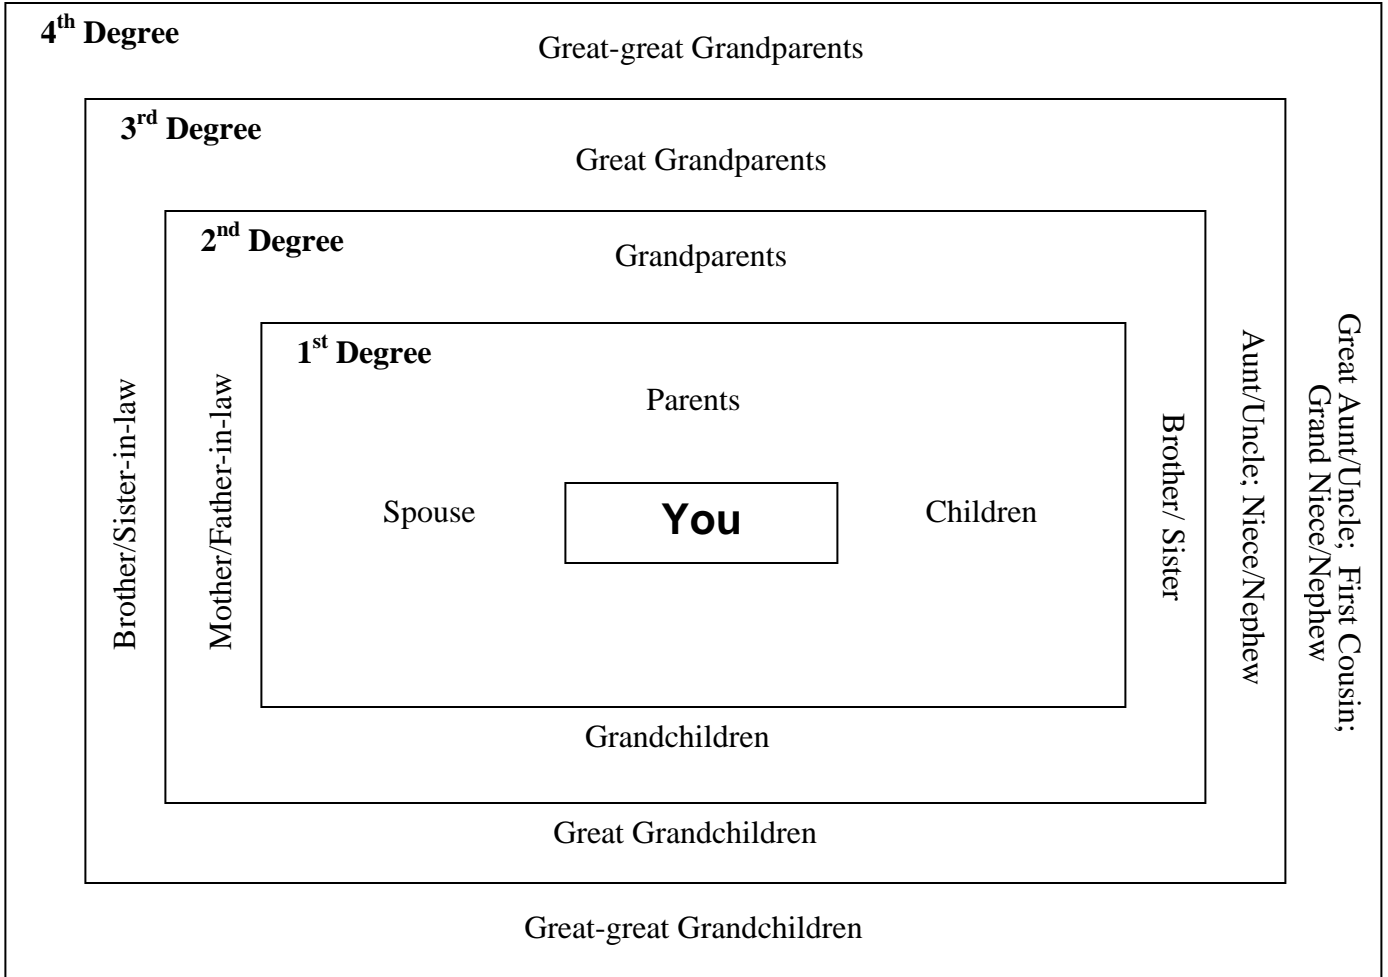 4th Degree
Great-great Grandparents
3rd Degree
Great Grandparents
2nd Degree
Grandparents
1st Degree
Parents
Spouse
You
Children
Brother/Sister-in-law
Mother/Father-in-law
Brother/ Sister
Aunt/Uncle; Niece/Nephew
Great Aunt/Uncle; First Cousin;
Grand Niece/Nephew
Grandchildren
Great Grandchildren
Great-great Grandchildren